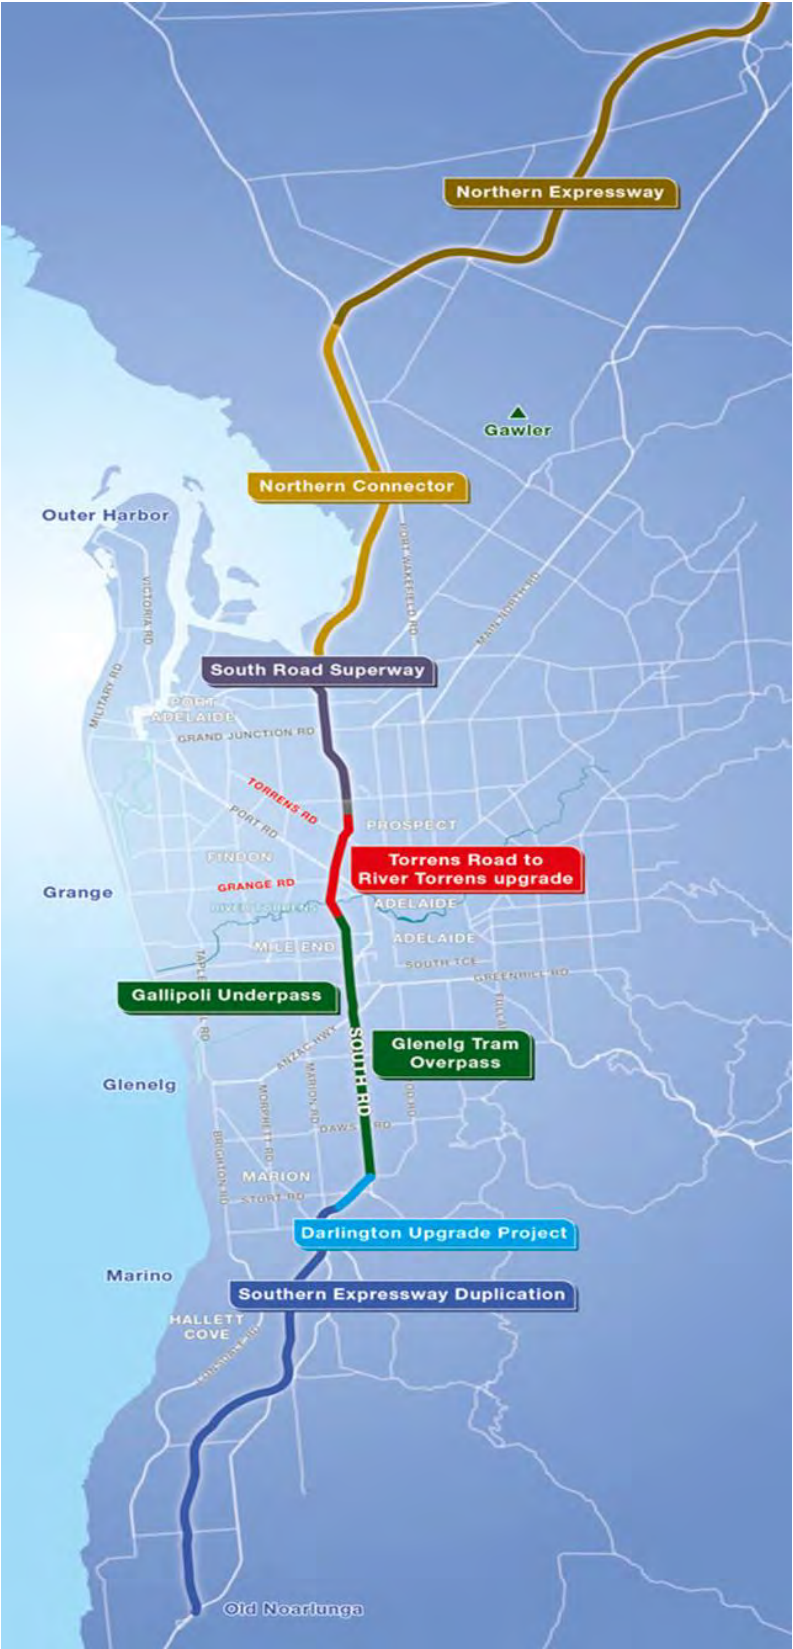 Northern Expressway
Gawler
Northern Connector
Outer Harbor
PORT WAKEFIELD RD
MAIN NORTH RD
VICTORIA RD
MILITARY RD
South Road Superway
PORT
ADELAIDE
GRAND JUNCTION RD
TORRENS RD
PORT RD
PROSPECT
FINDON
Torrens Road to
River Torrens upgrade
GRANGE RD
Grange
RIVER TORRENS
ADELAIDE
MILE END
ADELAIDE
SOUTH TCE
GREENHILL RD
Gallipoli Underpass
SOUTH RD
Glenelg Tram
Overpass
ANZAC HWY
Glenelg
MARION RD
MORPHETT RD
DAWS RD
BRIGHTON RD
MARION
STURT RD
Darlington Upgrade Project
Marino
Southern Expressway Duplication
HALLETT
COVE
LONSDALE RD
Old Noarlunga